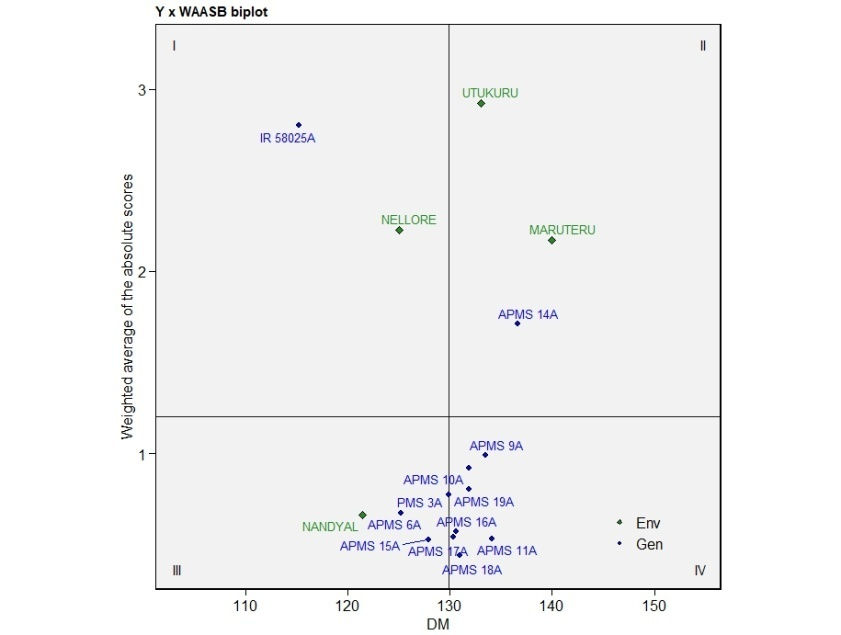 Y x WAASB biplot
I
II
3
UTUKURU
IR 58025A
NELLORE
MARUTERU
2
APMS 14A
Weighted average of the absolute scores
1
APMS 9A
APMS 10A
PMS 3A
APMS 19A
NANDYAL
APMS 6A
APMS 16A
Env
APMS 15A
APMS 17A
APMS 11A
Gen
APMS 18A
III
IV
110
120
130
140
150
DM